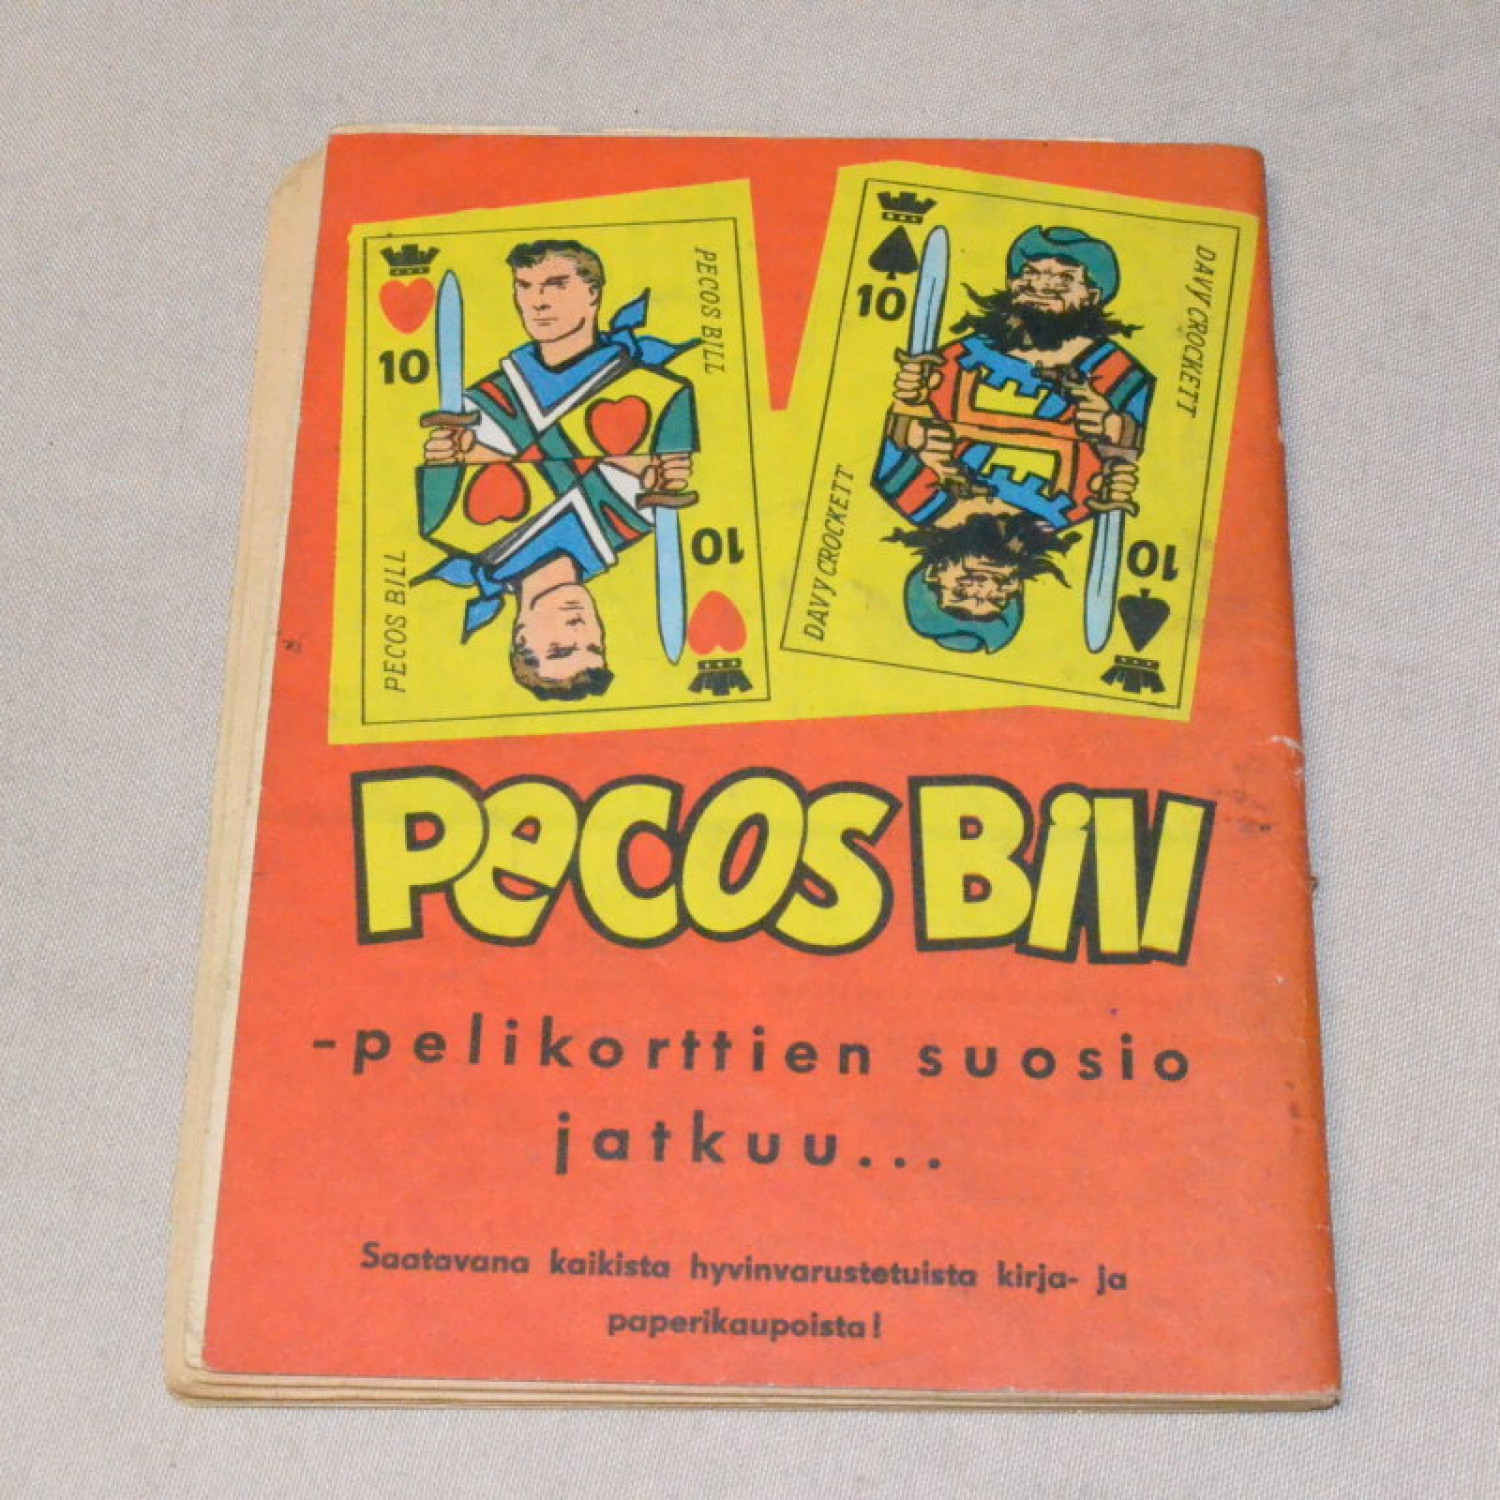 10
PECOS BILL
PECOS BILL
10
10
DAVY CROCKETT
DAVY CROCKETT
10
PECOS BILL
-pelikorttien suosio
jatkuu...
Saatavana kaikista hyvinvarustetuista kirja- ja
paperikaupoista!